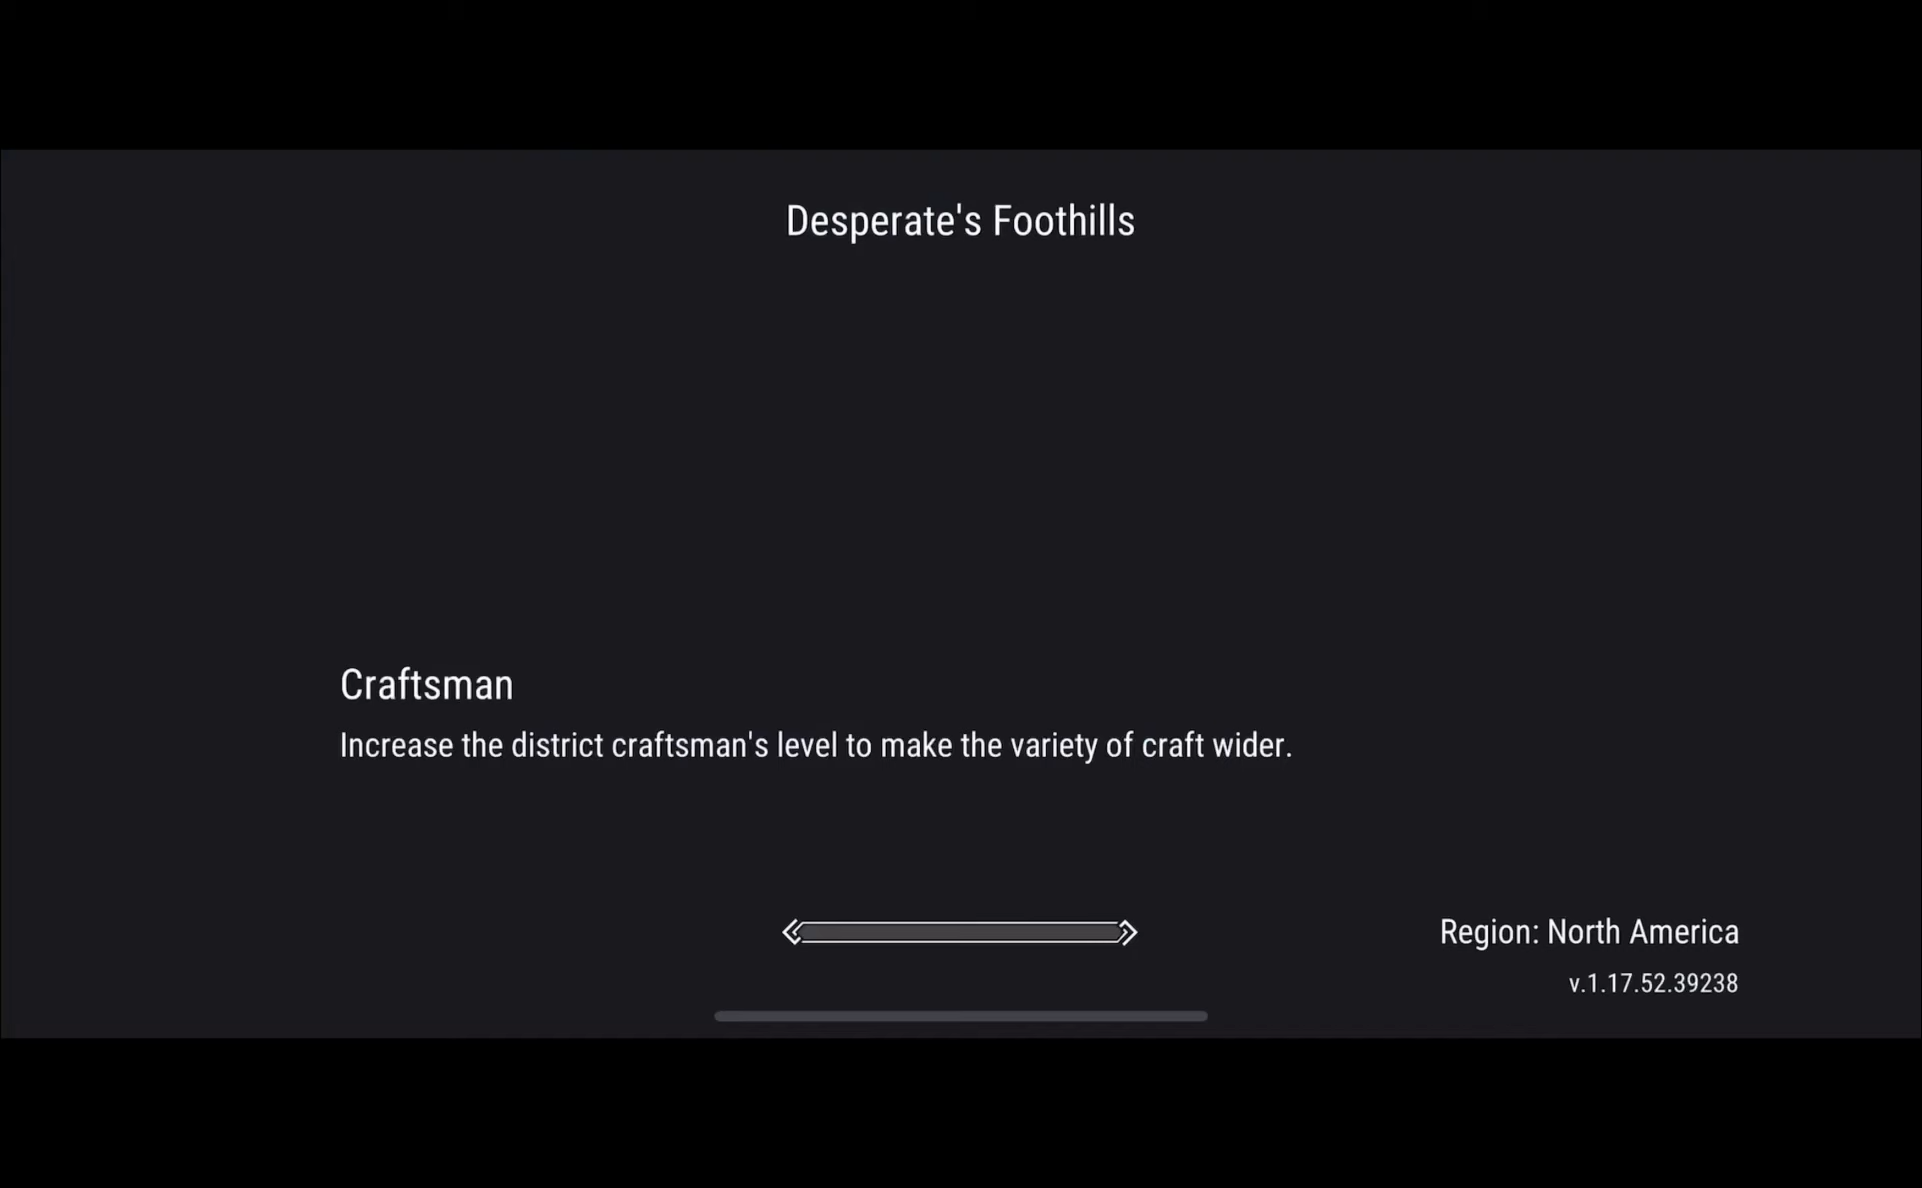 Desperate's Foothills
Craftsman
Increase the district craftsman's level to make the variety of craft wider.
Region: North America
v.1.17.52.39238